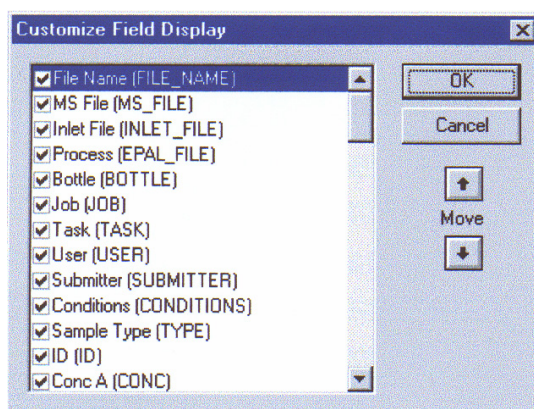 Customize Field Display
File Name (FILE_NAME)
MS File (MS_FILE)
Inlet File (INLET_FILE)
Process (EPAL_FILE)
Bottle (BOTTLE)
Job (JOB)
Task (TASK)
User (USER)
Submitter (SUBMITTER)
Conditions (CONDITIONS)
Sample Type (TYPE)
ID (ID)
Conc A (CONC)
OK
Cancel
Move